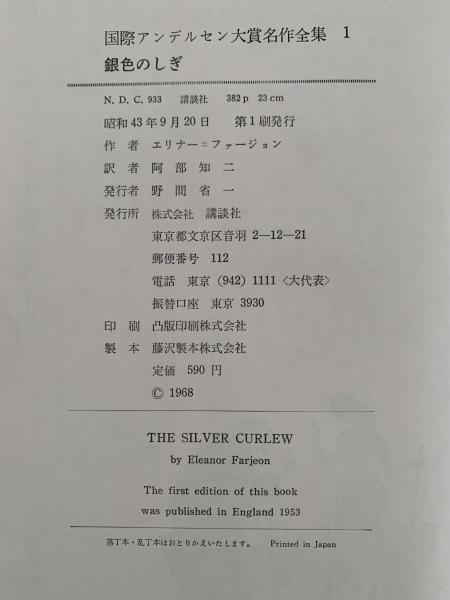 国際アンデルセン大賞名作全集 1
銀色のしぎ
N. D. C. 933 講談社 382p 23cm
昭和43年9月20日 第1刷発行
作者 エリナー=ファージョン
訳者 阿部知二
発行者 野間省一
発行所 株式会社 講談社
東京都文京区音羽 2—12—21
郵便番号 112
電話 東京 (942) 1111 〈大代表〉
振替口座 東京 3930
印刷 凸版印刷株式会社
製本 藤沢製本株式会社
定価 590 円
© 1968
THE SILVER CURLEW
by Eleanor Farjeon
The first edition of this book
was published in England 1953
落丁本・乱丁本はおとりかえいたします。 Printed in Japan